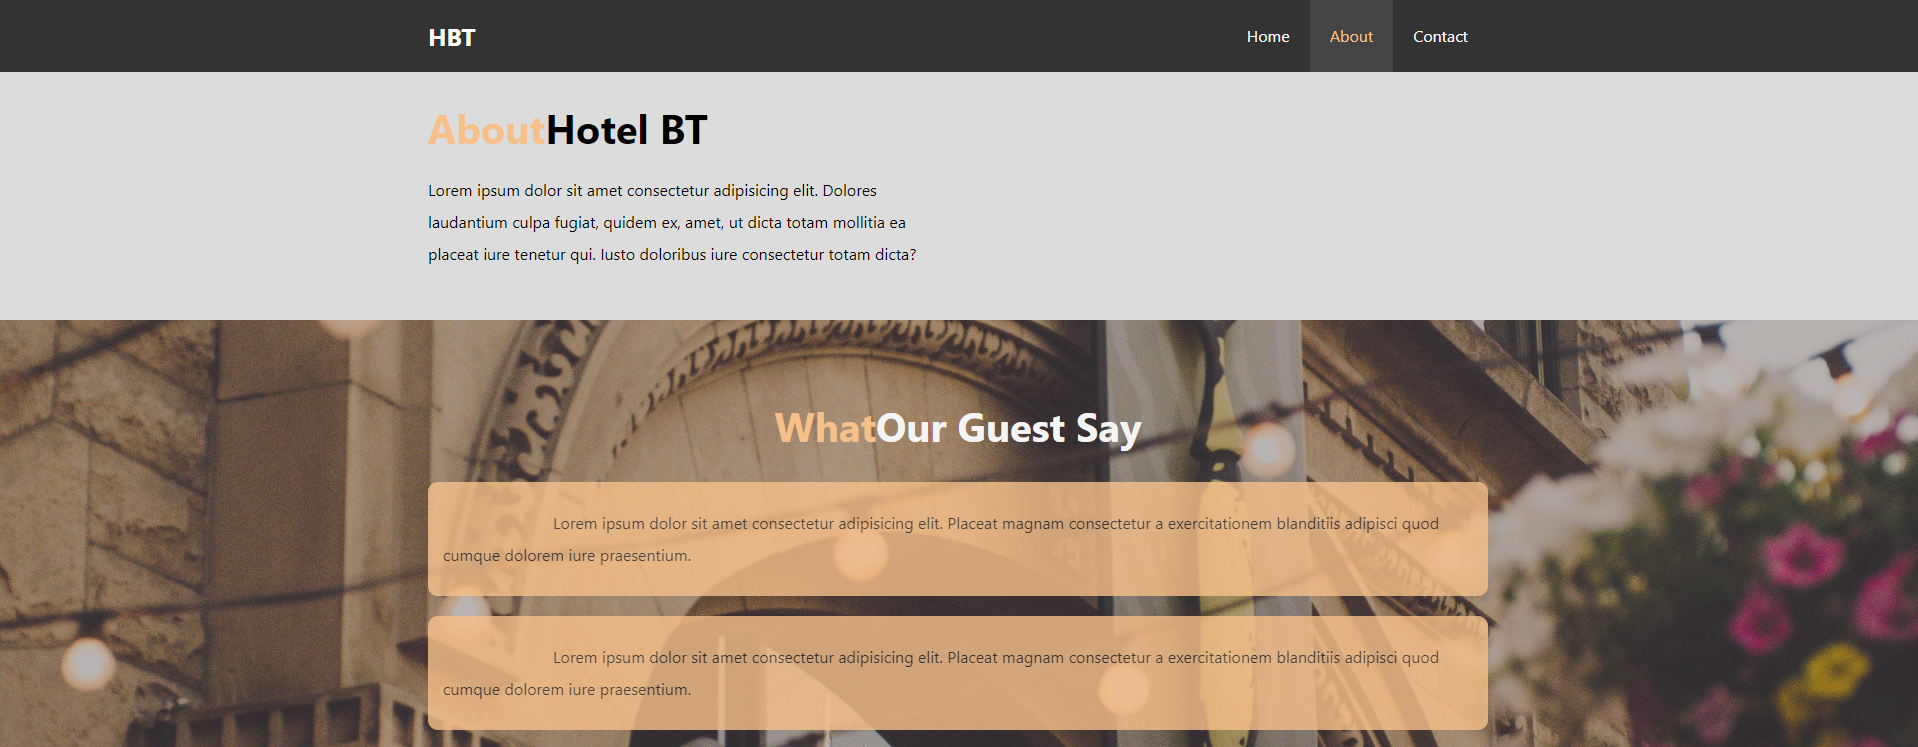 HBT
Home About Contact
AboutHotel BT
Lorem ipsum dolor sit amet consectetur adipisicing elit. Dolores
laudantium culpa fugiat, quidem ex, amet, ut dicta totam mollitia ea
placeat iure tenetur qui. Iusto doloribus iure consectetur totam dicta?
WhatOur Guest Say
Lorem ipsum dolor sit amet consectetur adipisicing elit. Placeat magnam consectetur a exercitationem blanditiis adipisci quod
cumque dolorem iure praesentium.
Lorem ipsum dolor sit amet consectetur adipisicing elit. Placeat magnam consectetur a exercitationem blanditiis adipisci quod
cumque dolorem iure praesentium.